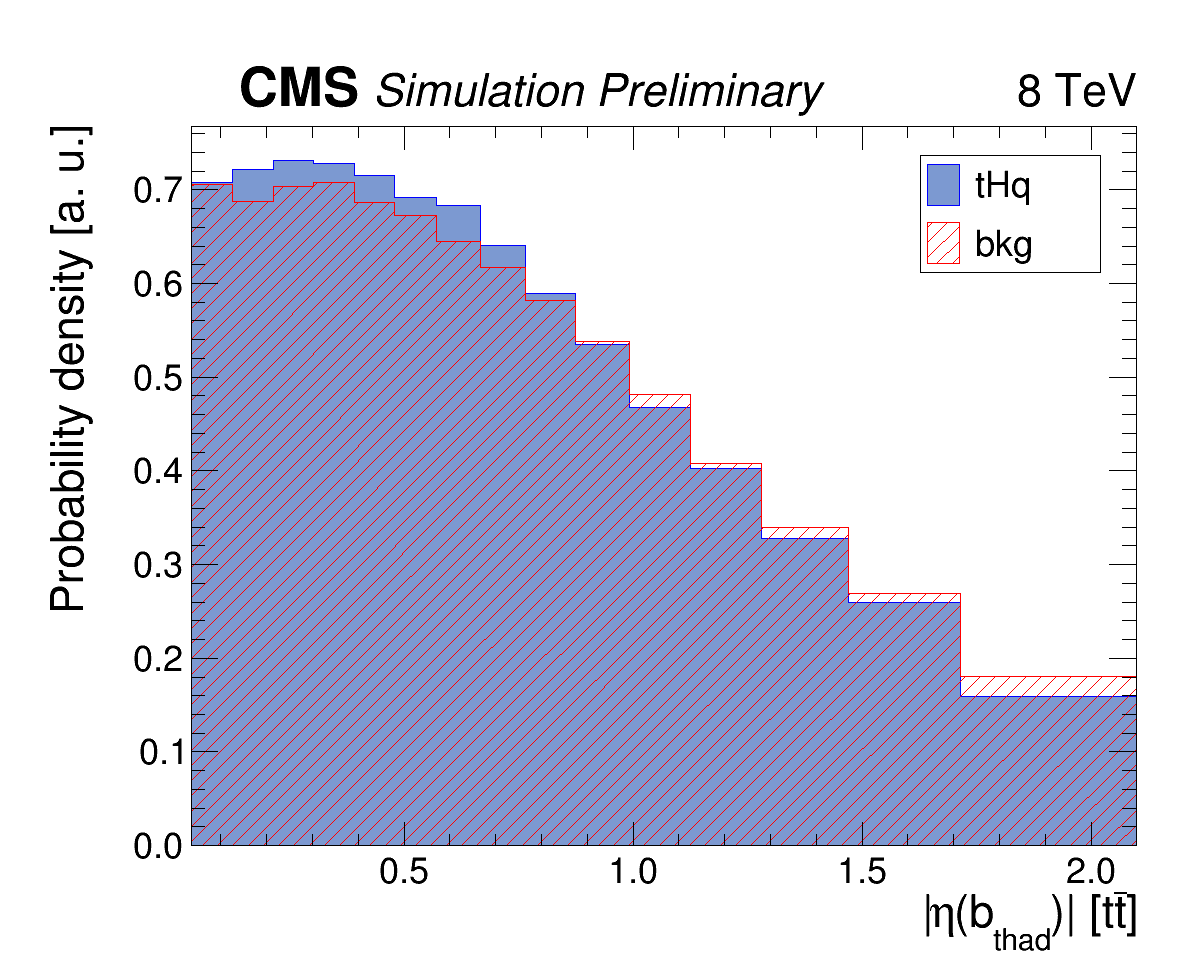 CMS Simulation Preliminary 8 TeV
Probability density [a. u.]
0.7
0.6
0.5
0.4
0.3
0.2
0.1
0.0
tHq
bkg
0.5 1.0 1.5 2.0
|η(b_thad)| [tt̄]